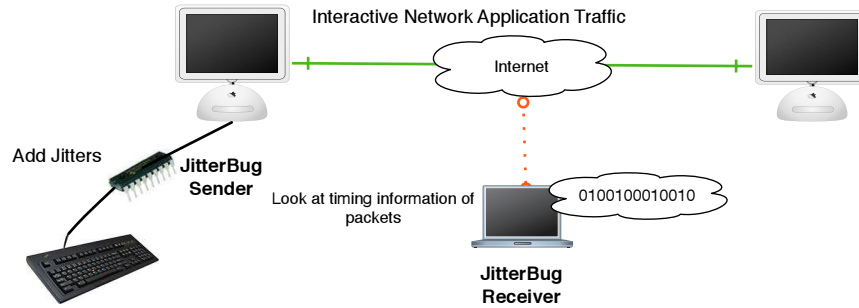 Interactive Network Application Traffic
Internet
Add Jitters
JitterBug
Sender
Look at timing information of
packets
0100100010010
JitterBug
Receiver